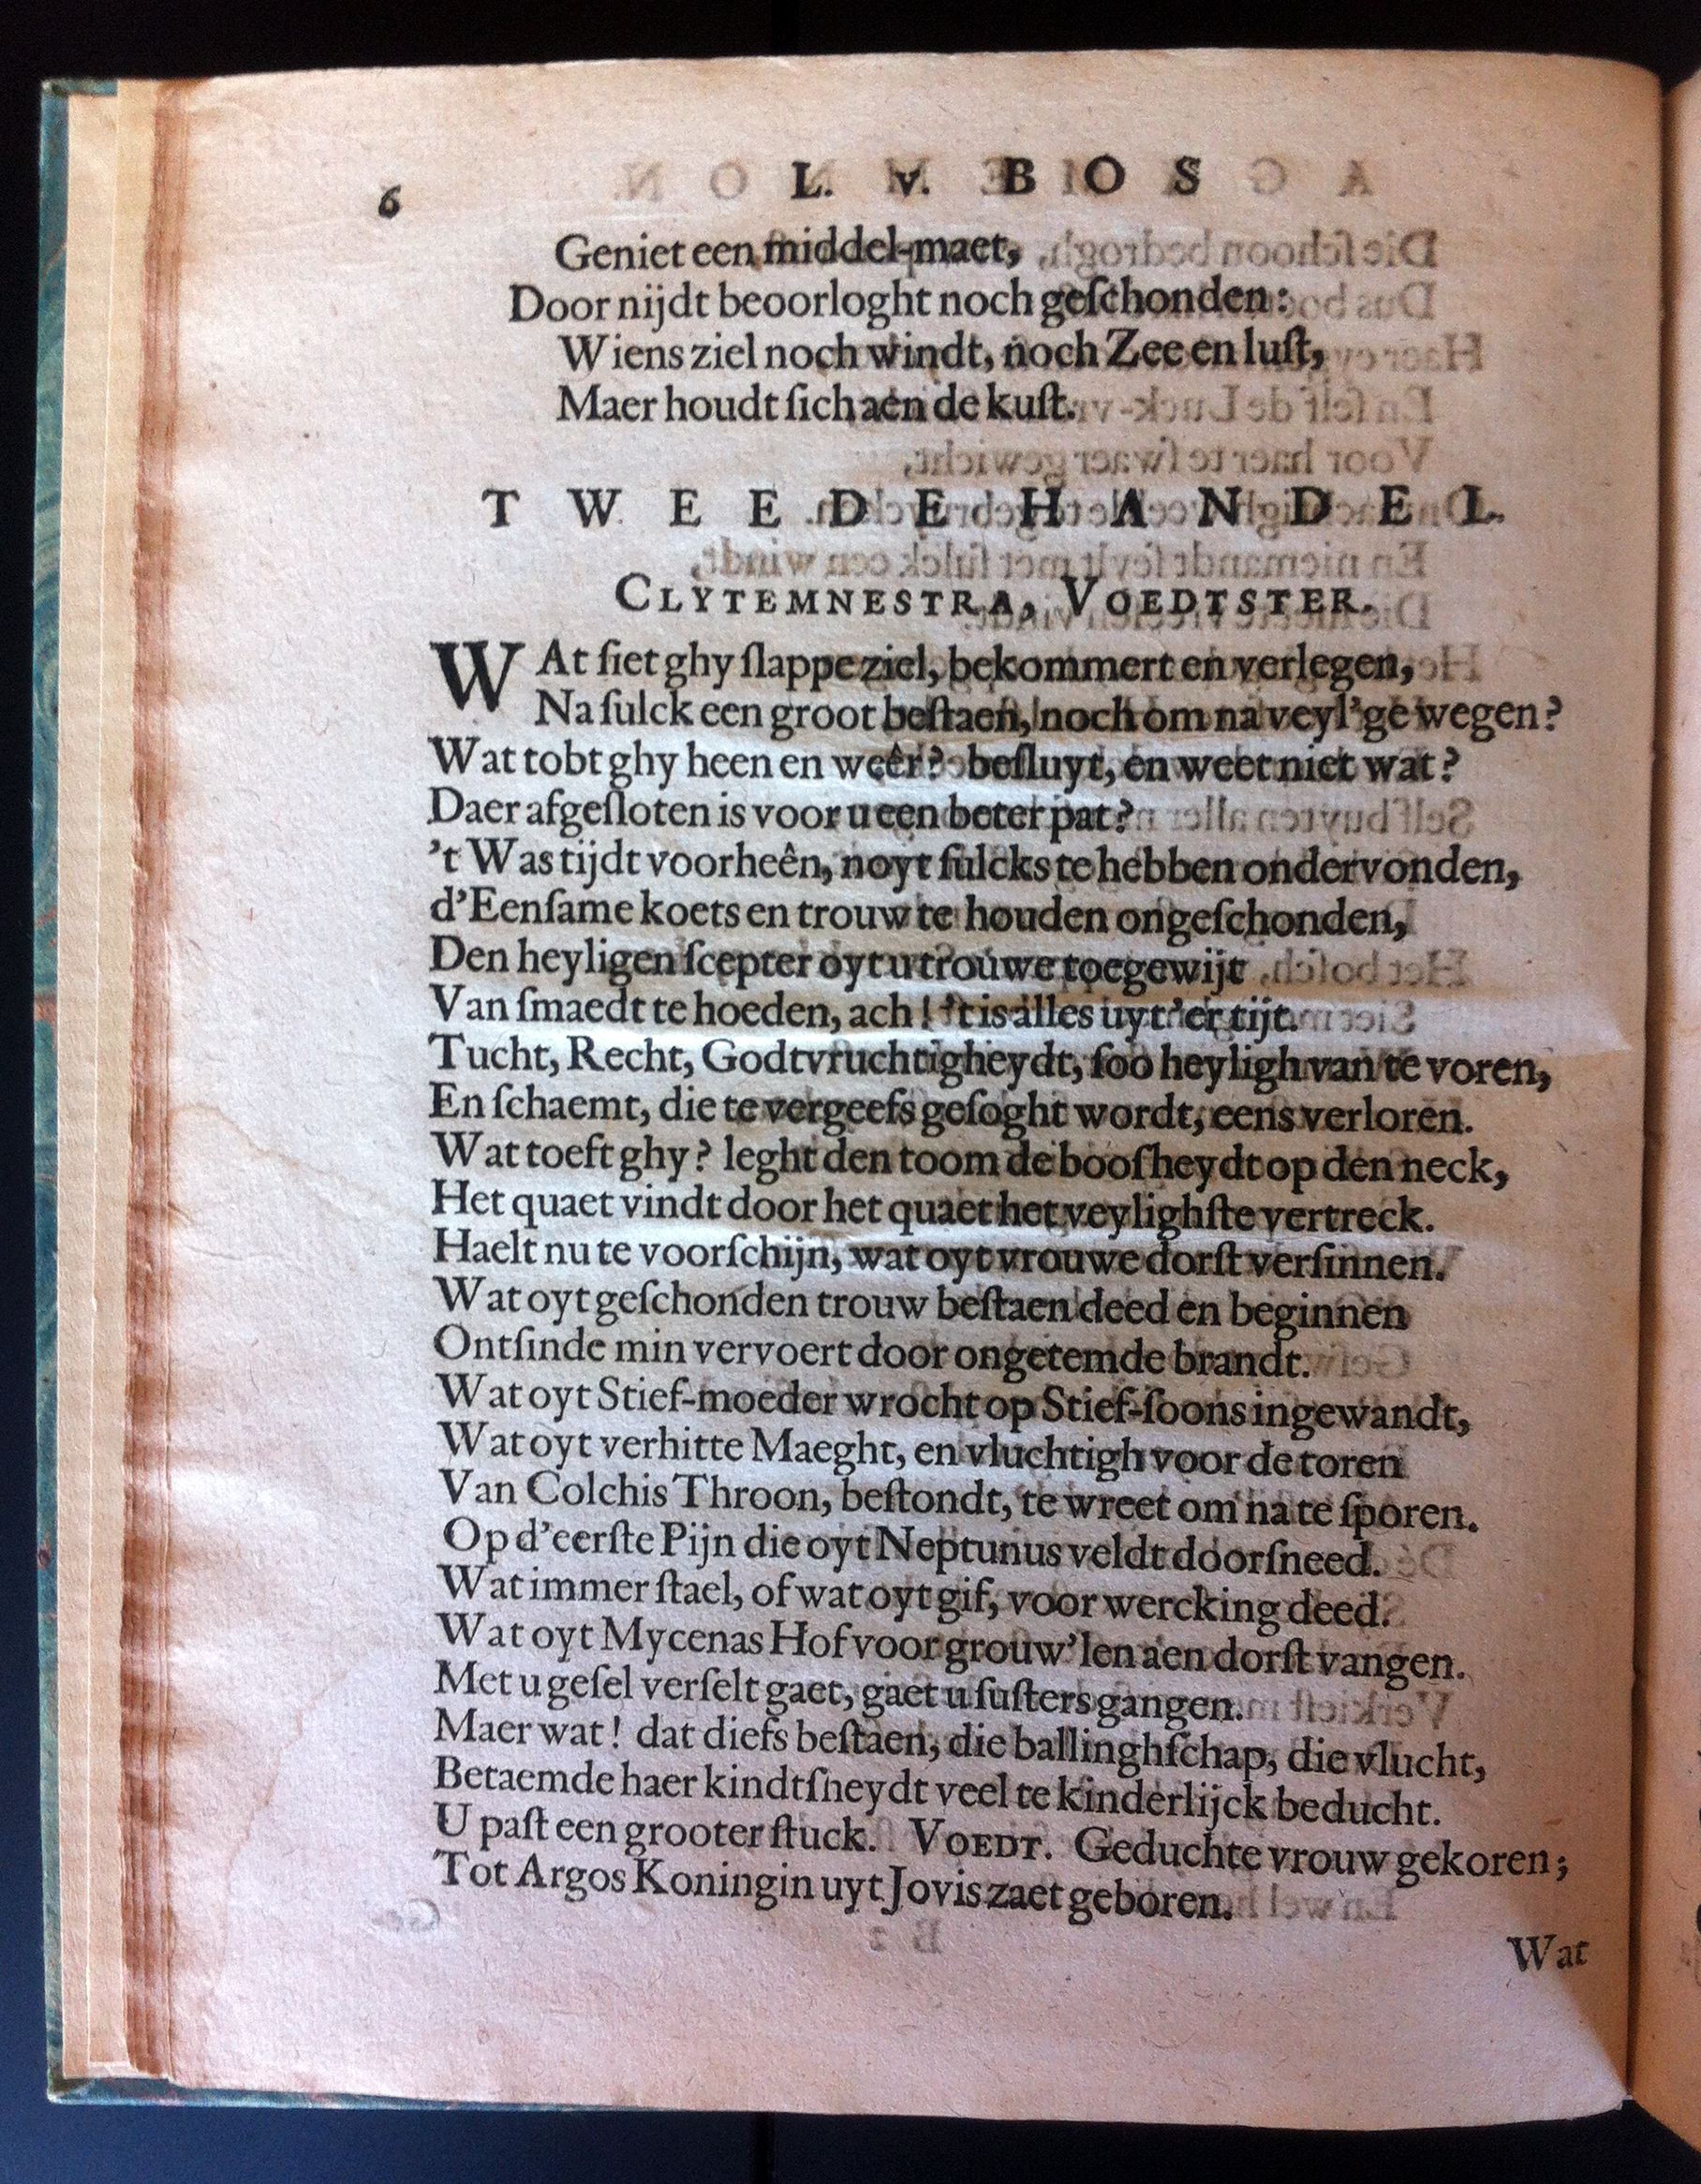 6 L. v. BOS
Geniet een middel-maet,
Door nijdt beoorloght noch geſchonden:
Wiens ziel noch windt, noch Zee en luſt,
Maer houdt ſich aen de kuſt.
TWEEDE HANDEL.
CLYTEMNESTRA, VOEDTSTER.
WAt ſiet ghy ſlappe ziel, bekommert en verlegen,
Na ſulck een groot beſtaen, noch om na veyl'ge wegen?
Wat tobt ghy heen en weêr? beſluyt, en weet niet wat?
Daer afgeſloten is voor u een beter pat?
't Was tijdt voorheên, noyt ſulcks te hebben ondervonden,
d'Eenſame koets en trouw te houden ongeſchonden,
Den heyligen ſcepter oyt u trouwe toegewijt
Van ſmaedt te hoeden, ach! 't is alles uyt'er tijt.
Tucht, Recht, Godtvruchtigheydt, ſoo heyligh van te voren,
En ſchaemt, die te vergeefs geſoght wordt, eens verloren.
Wat toeft ghy? leght den toom de booſheydt op den neck,
Het quaet vindt door het quaet het veylighſte vertreck.
Haelt nu te voorſchijn, wat oyt vrouwe dorſt verſinnen.
Wat oyt geſchonden trouw beſtaen deed en beginnen
Ontſinde min vervoert door ongetemde brandt.
Wat oyt Stief-moeder wrocht op Stief-ſoons ingewandt,
Wat oyt verhitte Maeght, en vluchtigh voor de toren
Van Colchis Throon, beſtondt, te wreet om na te ſporen.
Op d'eerſte Pijn die oyt Neptunus veldt doorſneed.
Wat immer ſtael, of wat oyt gif, voor wercking deed.
Wat oyt Mycenas Hof voor grouw'len aen dorſt vangen.
Met u geſel verſelt gaet, gaet u ſuſters gangen.
Maer wat! dat diefs beſtaen, die ballinghſchap, die vlucht,
Betaemde haer kindtſheydt veel te kinderlijck beducht.
U paſt een grooter ſtuck. VOEDT. Geduchte vrouw gekoren;
Tot Argos Koningin uyt Jovis zaet geboren.
Wat